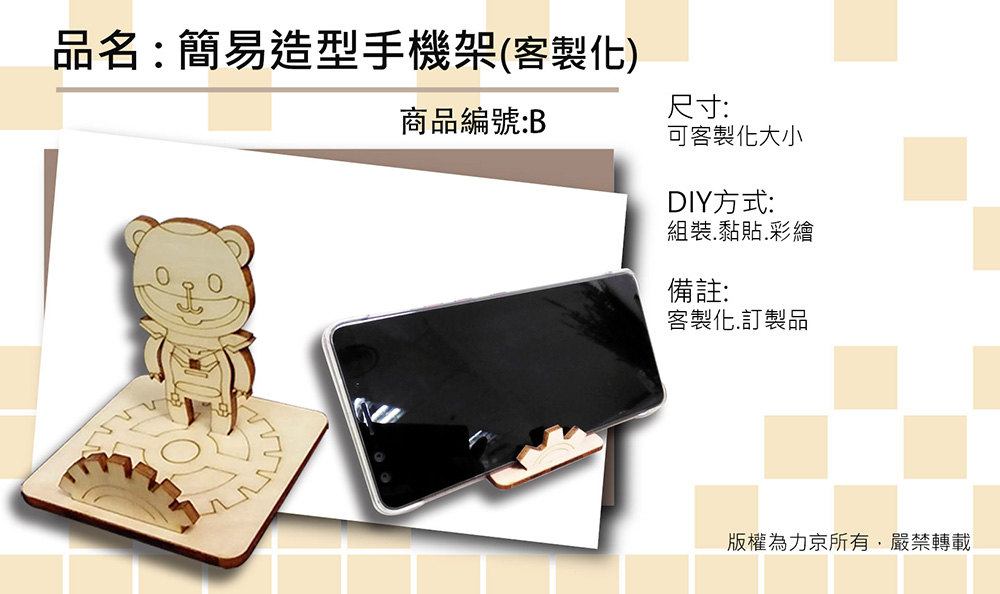 品名 : 簡易造型手機架(客製化)
商品編號:B
尺寸:
可客製化大小
DIY方式:
組裝.黏貼.彩繪
備註:
客製化.訂製品
版權為力京所有，嚴禁轉載